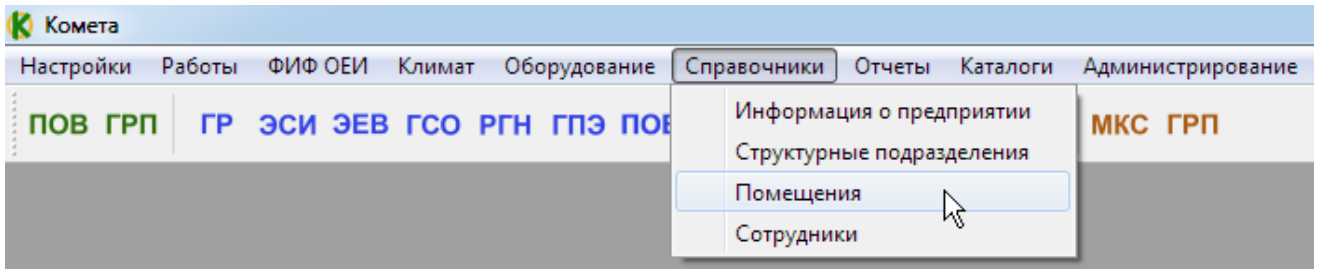 Комета
Настройки Работы ФИФ ОЕИ Климат Оборудование Справочники Отчеты Каталоги Администрирование
ПОВ ГРП ГР ЭСИ ЭЕВ ГСО РГН ГПЭ МКС ГРП
Информация о предприятии
Структурные подразделения
Помещения
Сотрудники